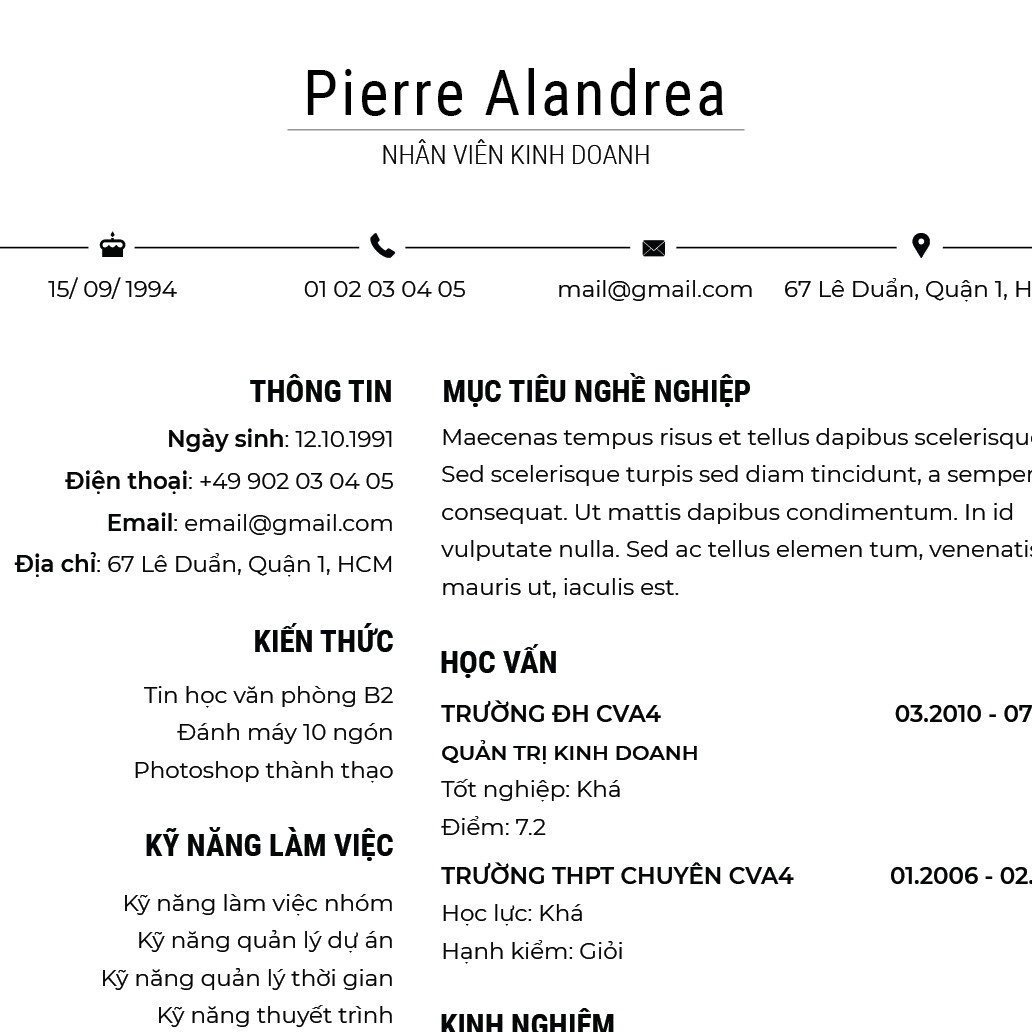 Pierre Alandrea
NHÂN VIÊN KINH DOANH
15/ 09/ 1994
01 02 03 04 05
mail@gmail.com
67 Lê Duẩn, Quận 1, H
THÔNG TIN
Ngày sinh: 12.10.1991
Điện thoại: +49 902 03 04 05
Email: email@gmail.com
Địa chỉ: 67 Lê Duẩn, Quận 1, HCM
KIẾN THỨC
Tin học văn phòng B2
Đánh máy 10 ngón
Photoshop thành thạo
KỸ NĂNG LÀM VIỆC
Kỹ năng làm việc nhóm
Kỹ năng quản lý dự án
Kỹ năng quản lý thời gian
Kỹ năng thuyết trình
MỤC TIÊU NGHỀ NGHIỆP
Maecenas tempus risus et tellus dapibus scelerisqu
Sed scelerisque turpis sed diam tincidunt, a semper
consequat. Ut mattis dapibus condimentum. In id
vulputate nulla. Sed ac tellus elemen tum, venenatis
mauris ut, iaculis est.
HỌC VẤN
TRƯỜNG ĐH CVA4 03.2010 - 07
QUẢN TRỊ KINH DOANH
Tốt nghiệp: Khá
Điểm: 7.2
TRƯỜNG THPT CHUYÊN CVA4 01.2006 - 02.
Học lực: Khá
Hạnh kiểm: Giỏi
KINH NGHIỆM